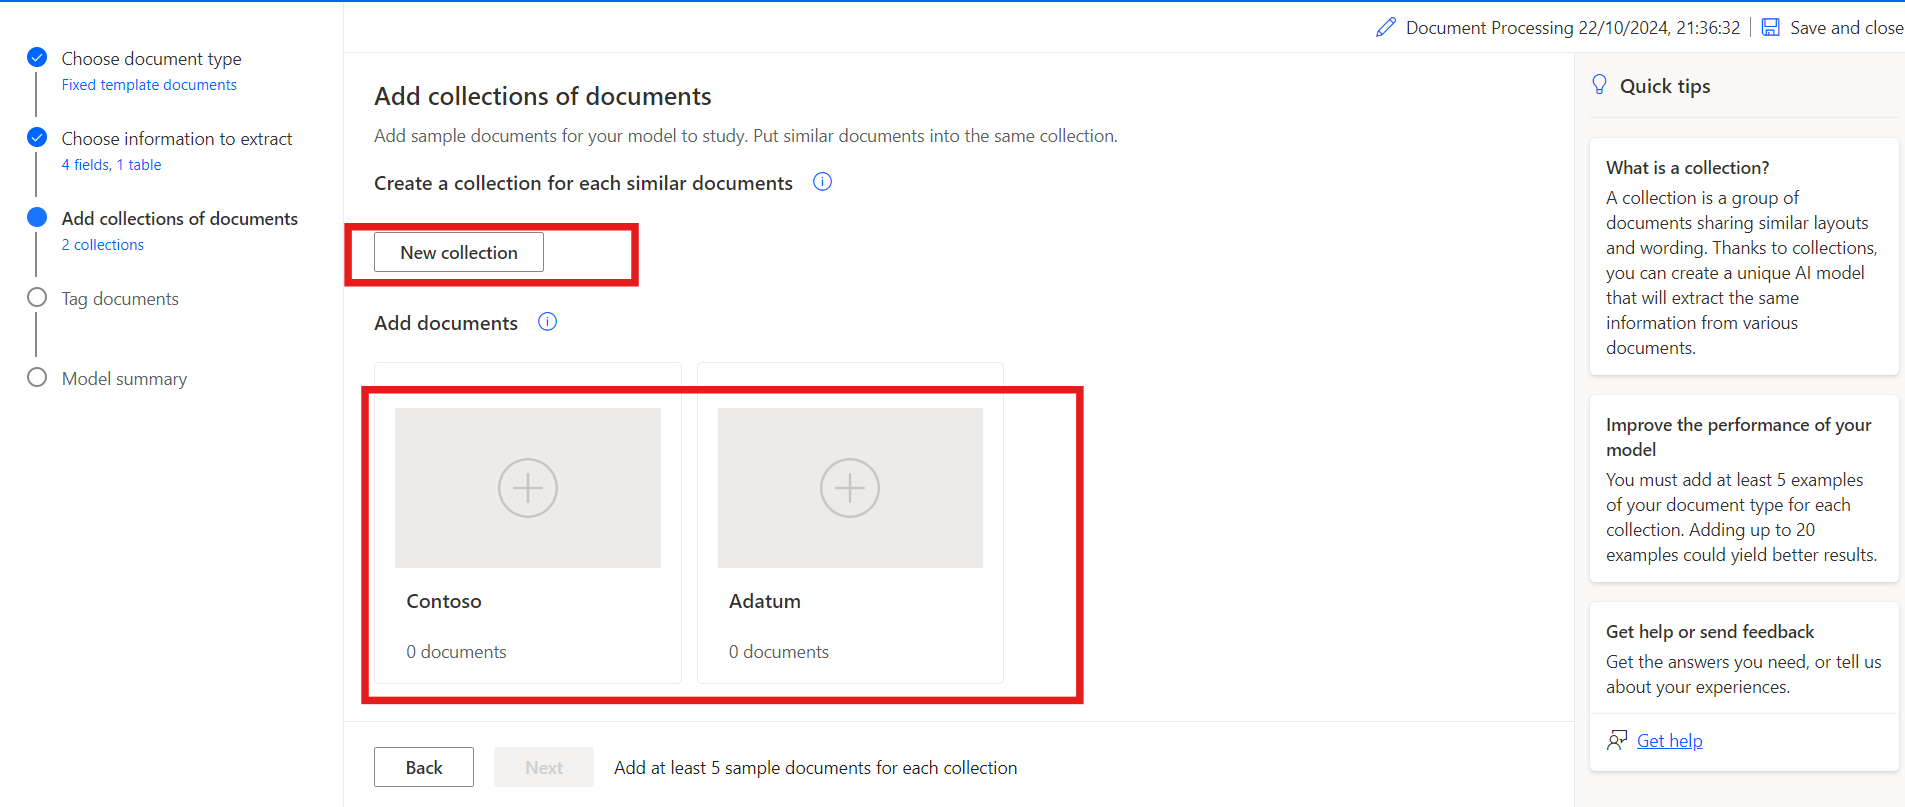 Document Processing 22/10/2024, 21:36:32
Save and close
Choose document type
Fixed template documents
Choose information to extract
4 fields, 1 table
Add collections of documents
2 collections
Tag documents
Model summary
Add collections of documents
Add sample documents for your model to study. Put similar documents into the same collection.
Create a collection for each similar documents
New collection
Add documents
Contoso
0 documents
Adatum
0 documents
Back
Next
Add at least 5 sample documents for each collection
Quick tips
What is a collection?
A collection is a group of
documents sharing similar layouts
and wording. Thanks to collections,
you can create a unique AI model
that will extract the same
information from various
documents.
Improve the performance of your
model
You must add at least 5 examples
of your document type for each
collection. Adding up to 20
examples could yield better results.
Get help or send feedback
Get the answers you need, or tell us
about your experiences.
Get help